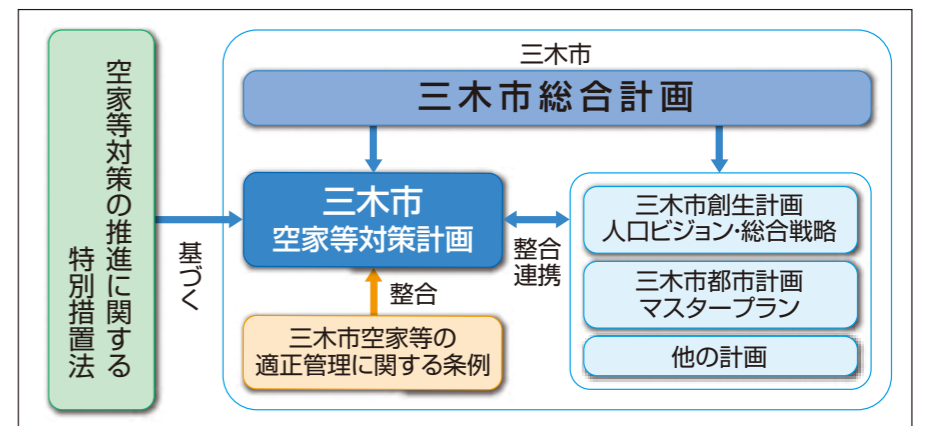 空家等対策の推進に関する
特別措置法
基づく
三木市
三木市総合計画
三木市
空家等対策計画
整合
連携
三木市創生計画
人口ビジョン・総合戦略
三木市都市計画
マスタープラン
他の計画
整合
三木市空家等の
適正管理に関する条例